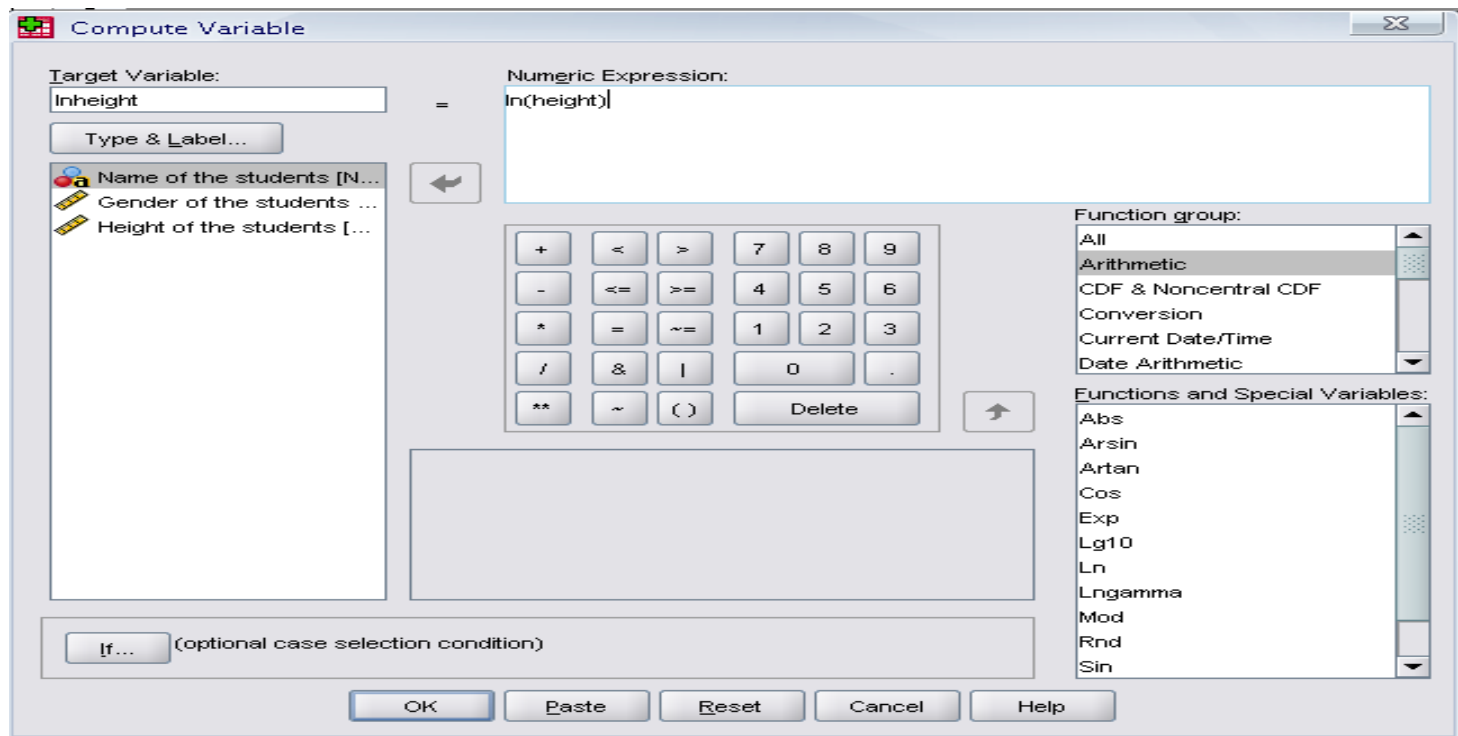 Compute Variable
Target Variable:
lnheight
=
Numeric Expression:
ln(height)
Type & Label...
Name of the students [N...
Gender of the students ...
Height of the students [...
+ < > 7 8 9
- <= >= 4 5 6
* = ~= 1 2 3
/ & | 0 .
** ~ ( ) Delete
Function group:
All
Arithmetic
CDF & Noncentral CDF
Conversion
Current Date/Time
Date Arithmetic
Functions and Special Variables:
Abs
Arsin
Artan
Cos
Exp
Lg10
Ln
Lngamma
Mod
Rnd
Sin
If... (optional case selection condition)
OK Paste Reset Cancel Help